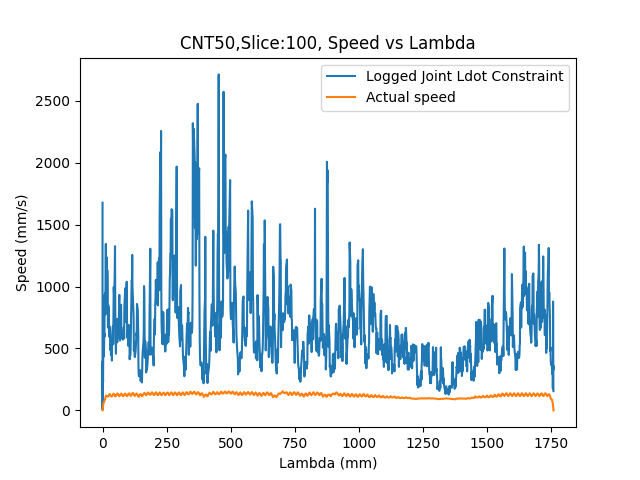 CNT50,Slice:100, Speed vs Lambda
Logged Joint Ldot Constraint
Actual speed
Speed (mm/s)
2500
2000
1500
1000
500
0
0 250 500 750 1000 1250 1500 1750
Lambda (mm)